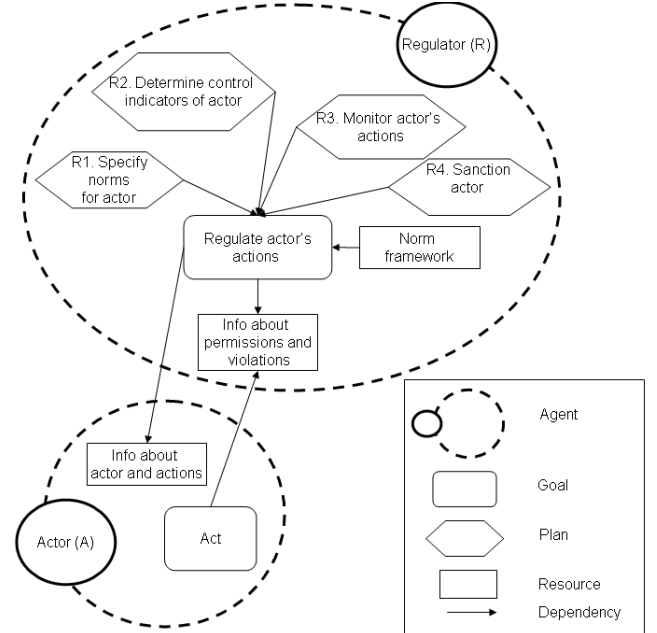 Regulator (R)
R2. Determine control
indicators of actor
R3. Monitor actor's
actions
R1. Specify
norms
for actor
R4. Sanction
actor
Regulate actor's
actions
Norm
framework
Info about
permissions and
violations
Info about
actor and actions
Actor (A)
Act
Agent
Goal
Plan
Resource
Dependency